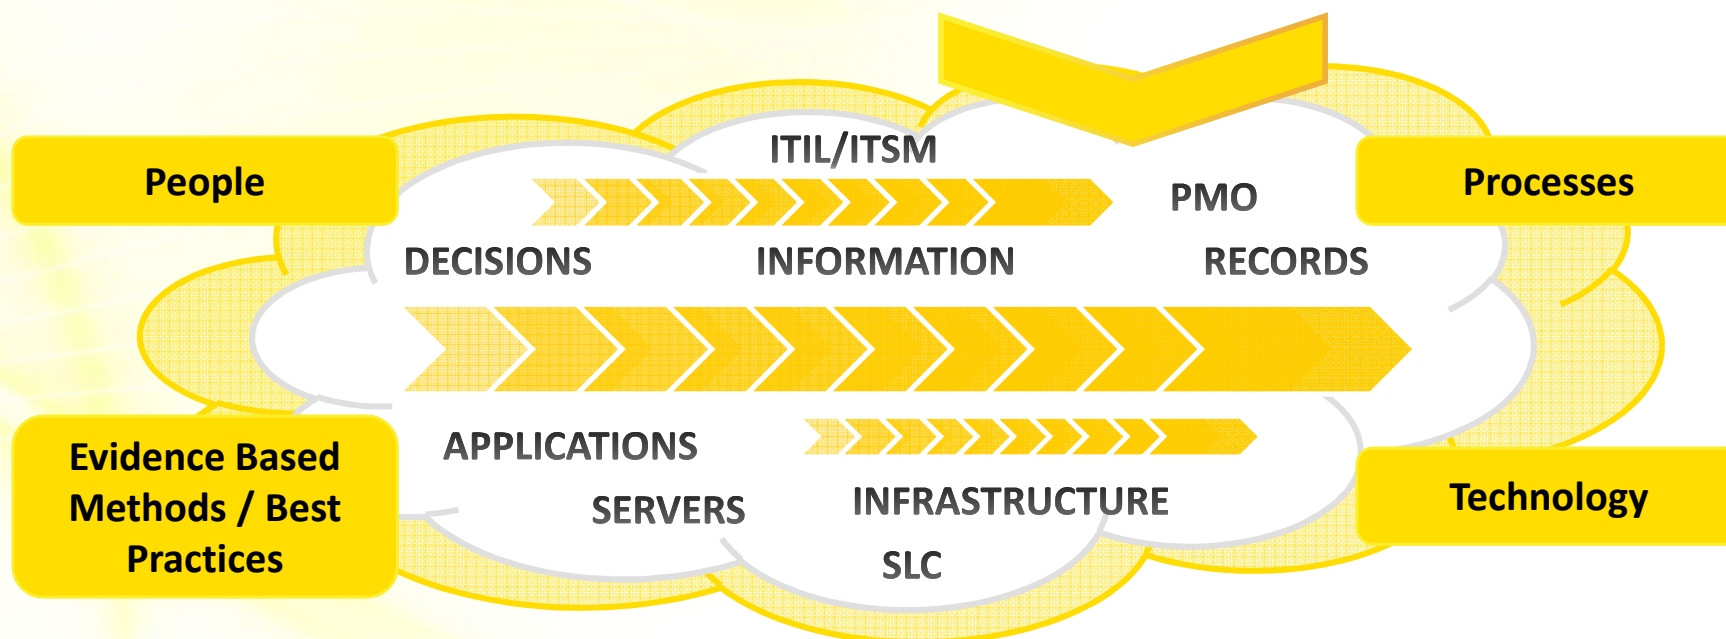 ITIL/ITSM
People
Processes
PMO
DECISIONS
INFORMATION
RECORDS
Evidence Based
Methods / Best
Practices
APPLICATIONS
SERVERS
INFRASTRUCTURE
SLC
Technology